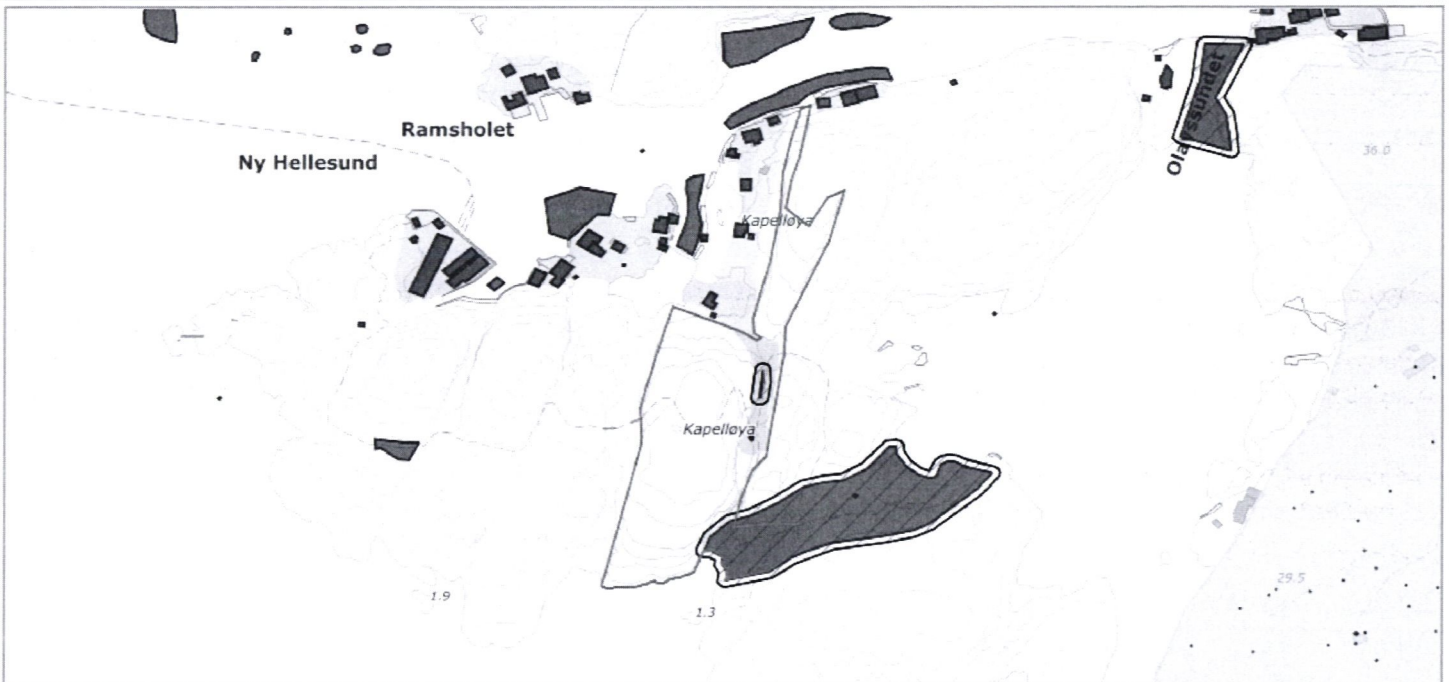 Olavssundet
Ramsholet
Ny Hellesund
36.0
Kapelløya
Kapelløya
1.9
1.3
29.5